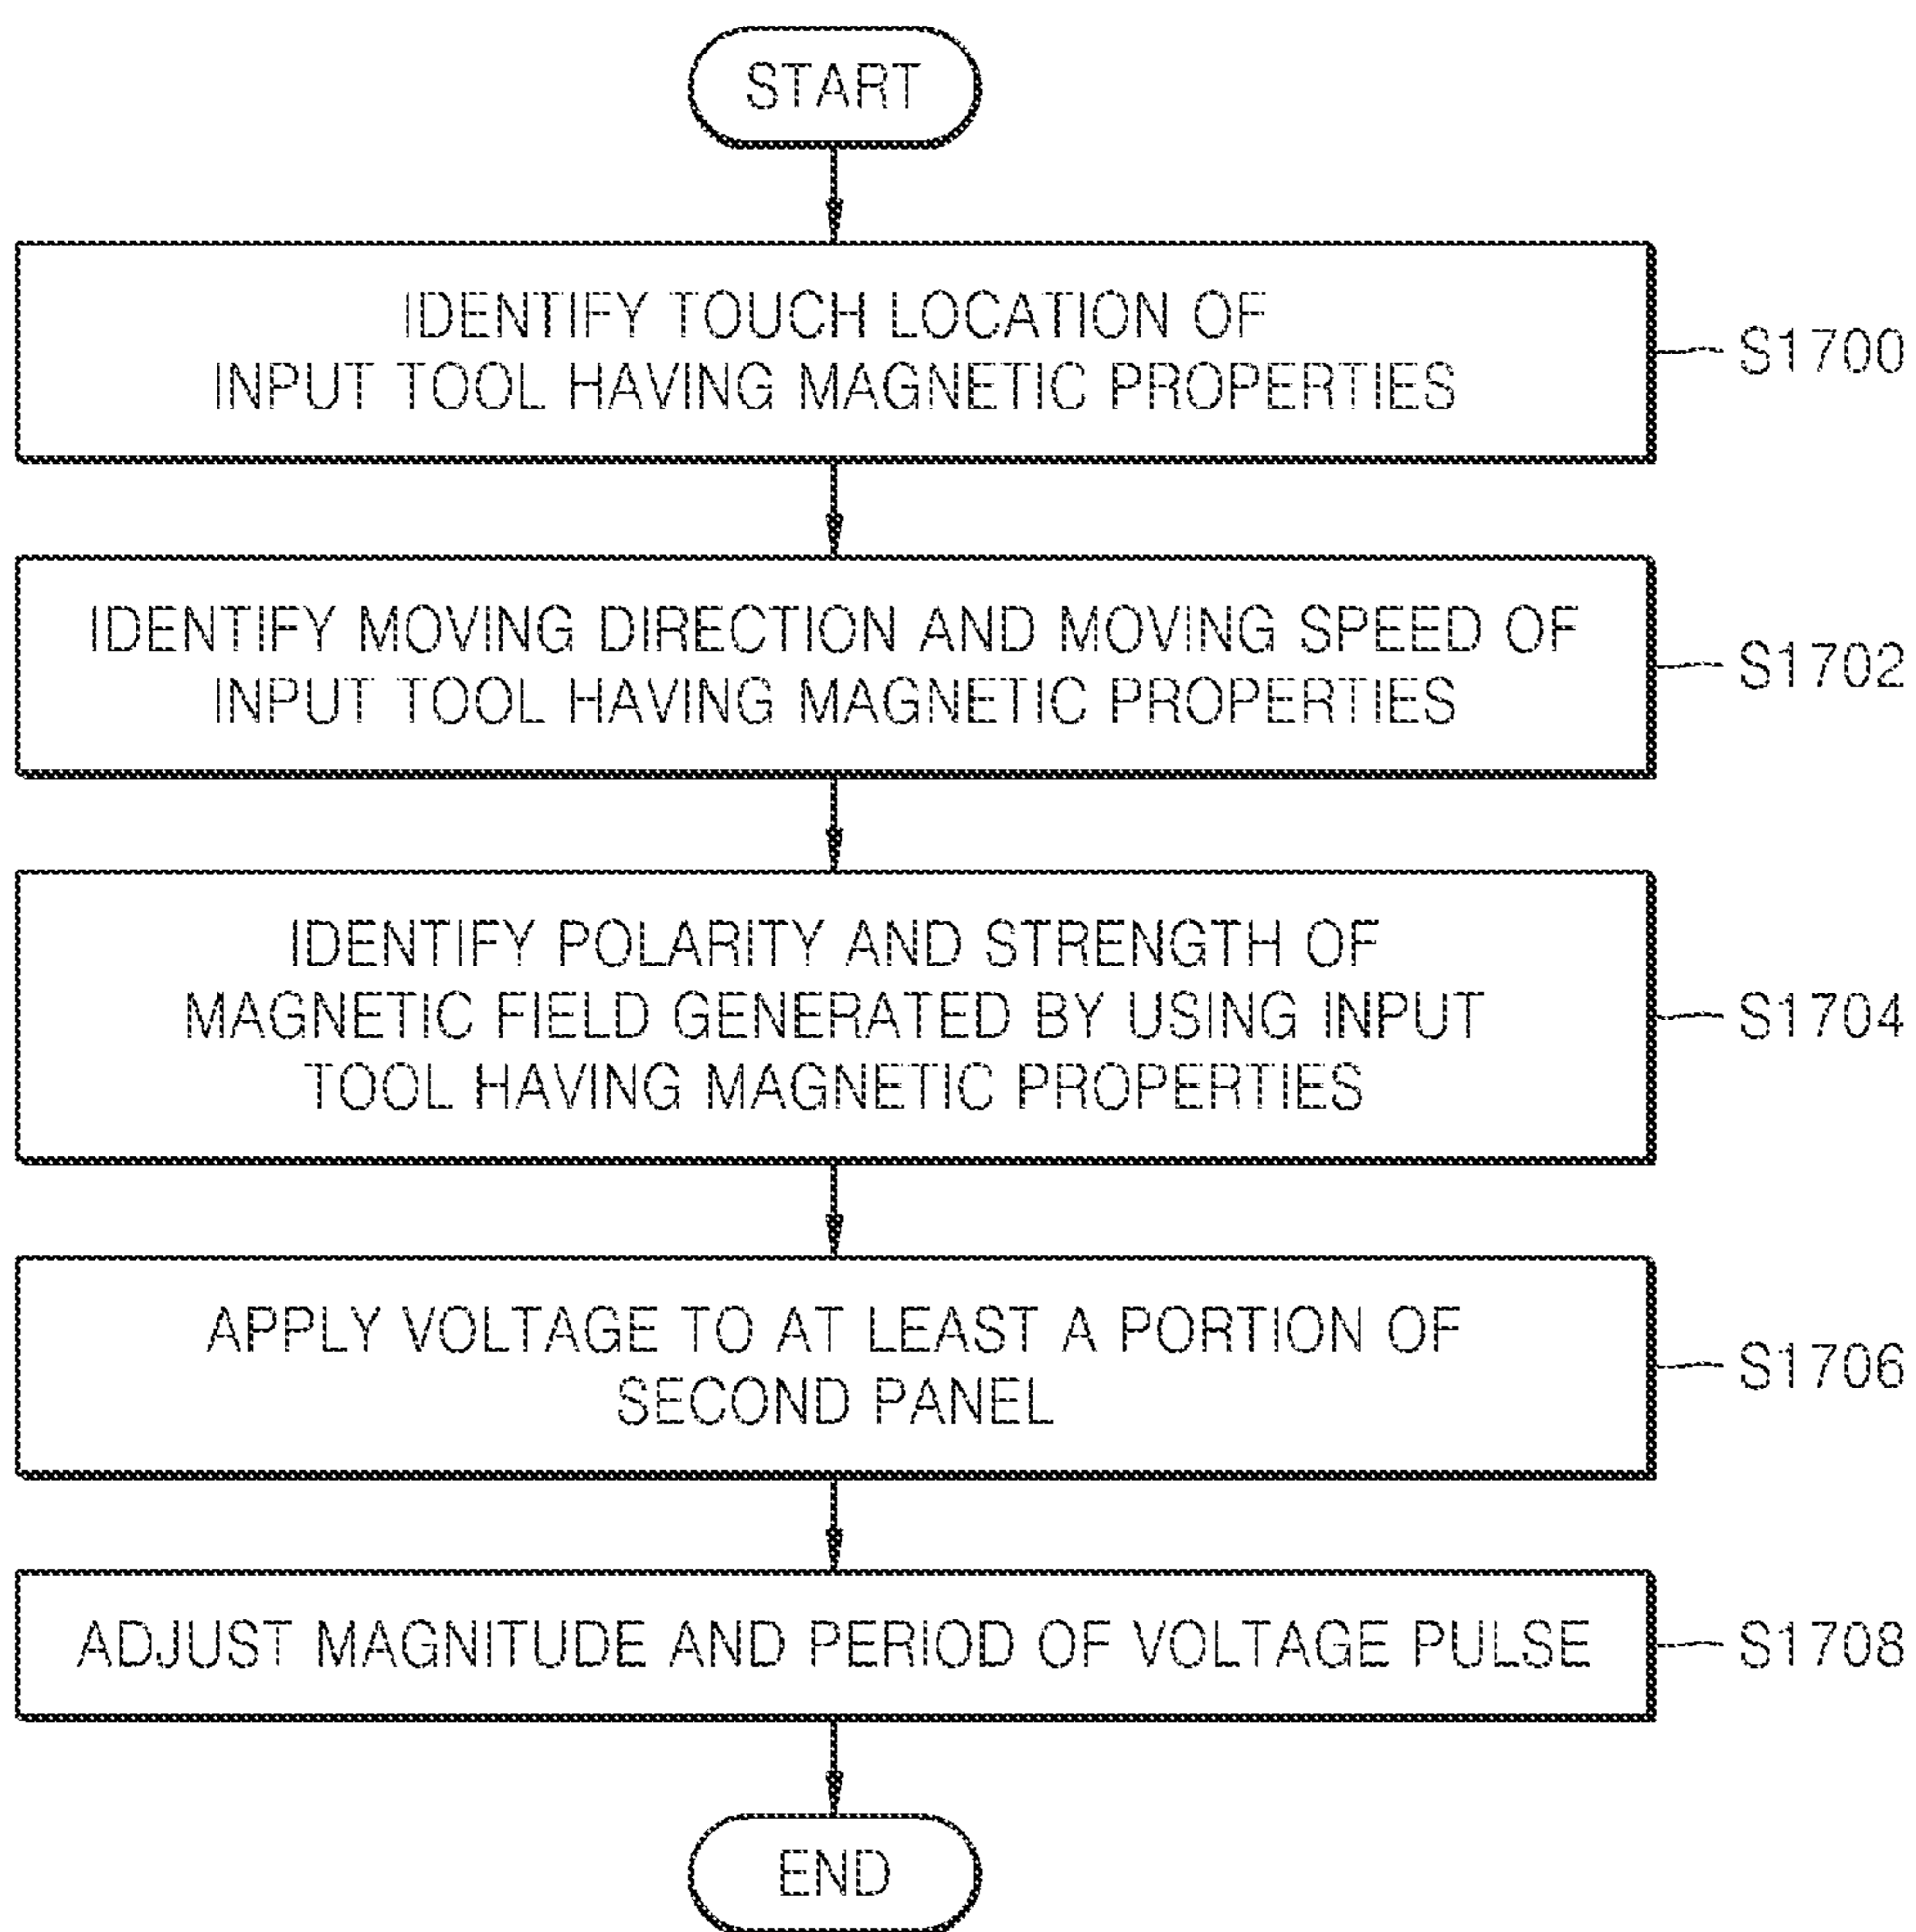 START
IDENTIFY TOUCH LOCATION OF
INPUT TOOL HAVING MAGNETIC PROPERTIES
S1700
IDENTIFY MOVING DIRECTION AND MOVING SPEED OF
INPUT TOOL HAVING MAGNETIC PROPERTIES
S1702
IDENTIFY POLARITY AND STRENGTH OF
MAGNETIC FIELD GENERATED BY USING INPUT
TOOL HAVING MAGNETIC PROPERTIES
S1704
APPLY VOLTAGE TO AT LEAST A PORTION OF
SECOND PANEL
S1706
ADJUST MAGNITUDE AND PERIOD OF VOLTAGE PULSE
S1708
END